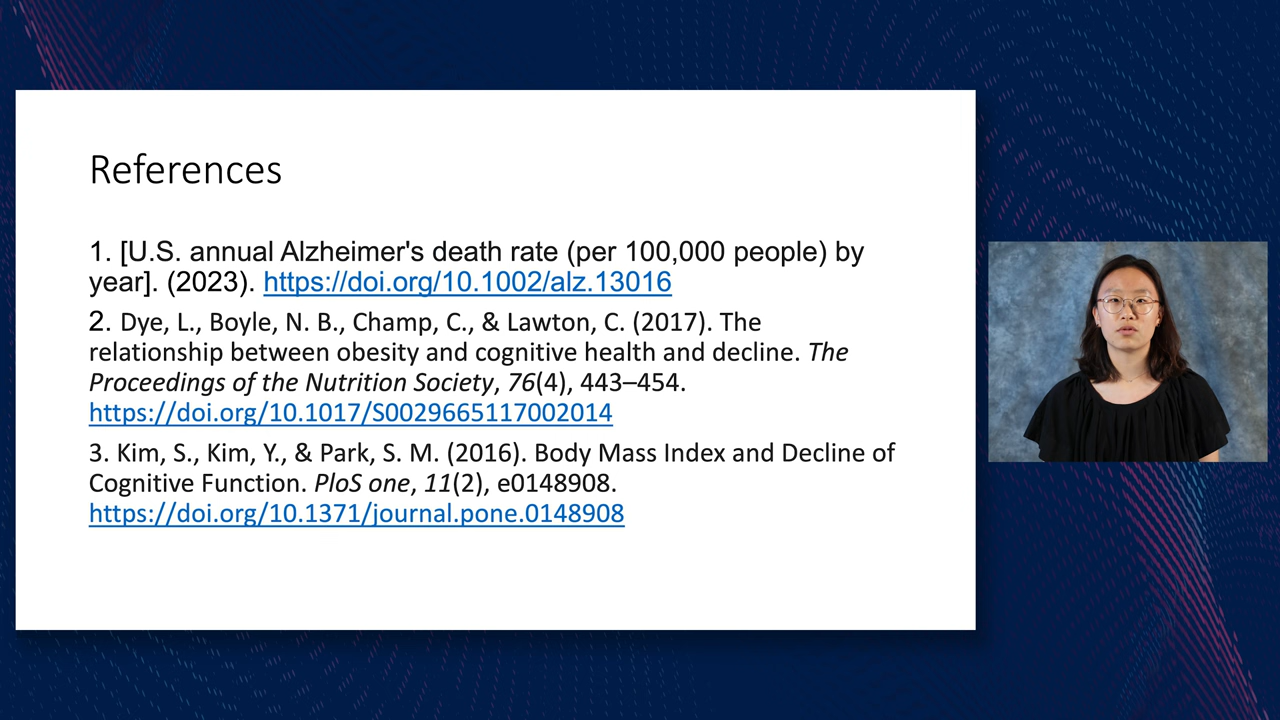 References
1. [U.S. annual Alzheimer's death rate (per 100,000 people) by
year]. (2023). https://doi.org/10.1002/alz.13016
2. Dye, L., Boyle, N. B., Champ, C., & Lawton, C. (2017). The
relationship between obesity and cognitive health and decline. The
Proceedings of the Nutrition Society, 76(4), 443–454.
https://doi.org/10.1017/S0029665117002014
3. Kim, S., Kim, Y., & Park, S. M. (2016). Body Mass Index and Decline of
Cognitive Function. PloS one, 11(2), e0148908.
https://doi.org/10.1371/journal.pone.0148908